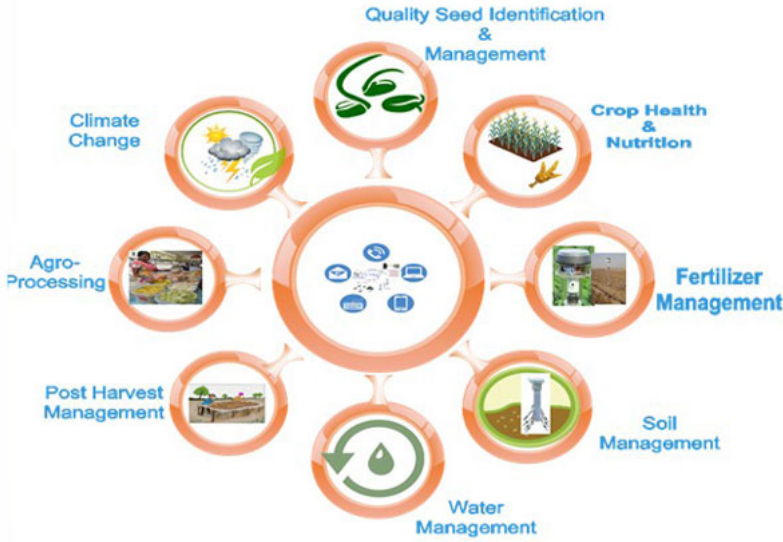 Quality Seed Identification
&
Management
Crop Health
&
Nutrition
Fertilizer
Management
Soil
Management
Water
Management
Post Harvest
Management
Agro-
Processing
Climate
Change